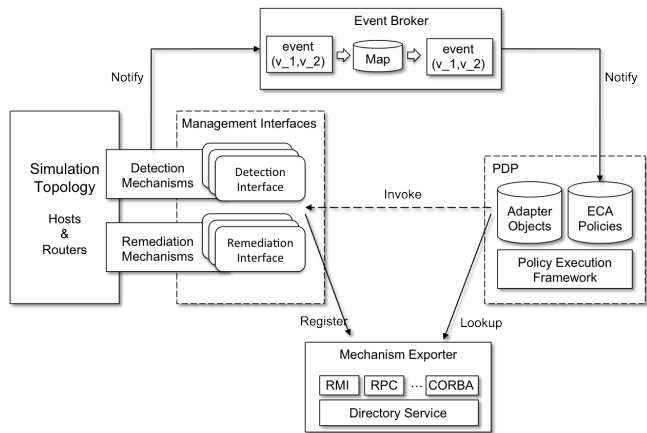 Event Broker
event
(v_1,v_2)
Map
event
(v_1,v_2)
Notify
Notify
Management Interfaces
Simulation
Topology
Hosts
&
Routers
Detection
Mechanisms
Detection
Interface
Remediation
Mechanisms
Remediation
Interface
Invoke
PDP
Adapter
Objects
ECA
Policies
Policy Execution
Framework
Register
Lookup
Mechanism Exporter
RMI
RPC
...
CORBA
Directory Service